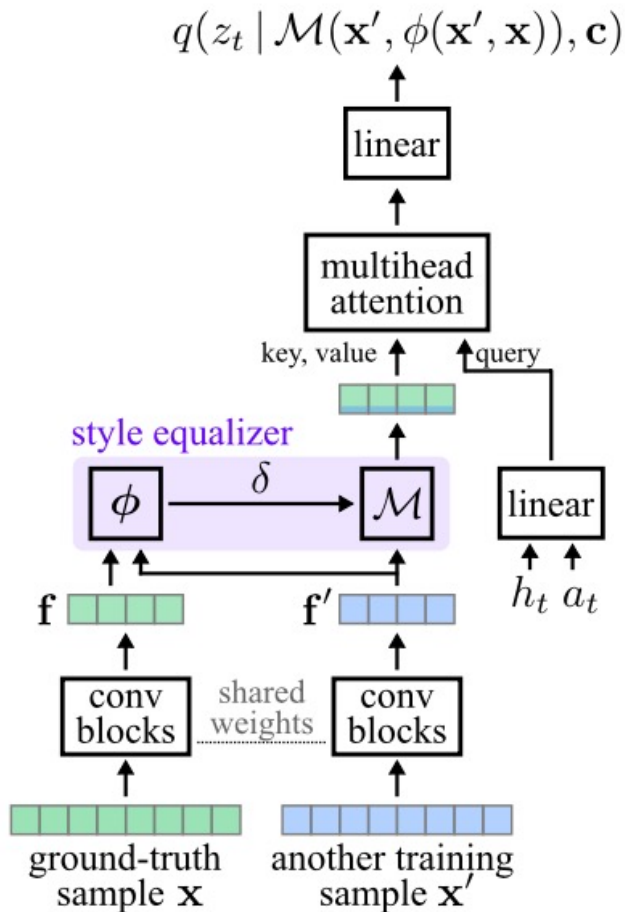 q(z_t | ℳ(𝐱′, ϕ(𝐱′, 𝐱)), 𝐜)
linear
multihead
attention
key, value
query
style equalizer
ϕ
δ
ℳ
linear
𝐟
𝐟′
h_t a_t
conv
blocks
shared
weights
conv
blocks
ground-truth
sample 𝐱
another training
sample 𝐱′